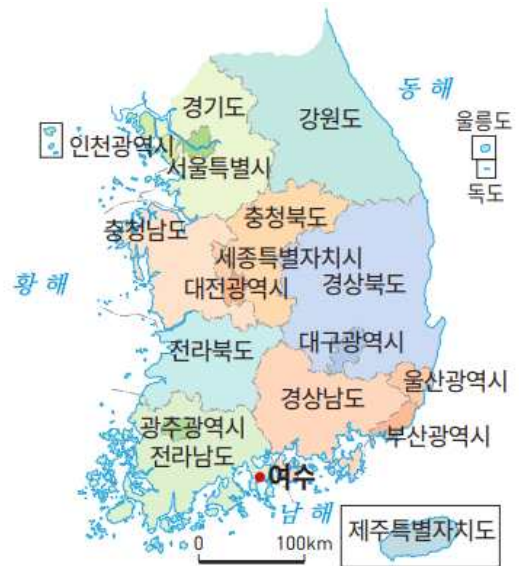 경기도
강원도
동 해
울릉도
독도
인천광역시
서울특별시
충청북도
충청남도
세종특별자치시
황 해
대전광역시
경상북도
대구광역시
전라북도
울산광역시
경상남도
광주광역시
부산광역시
전라남도
여수
남 해
제주특별자치도
0 100km